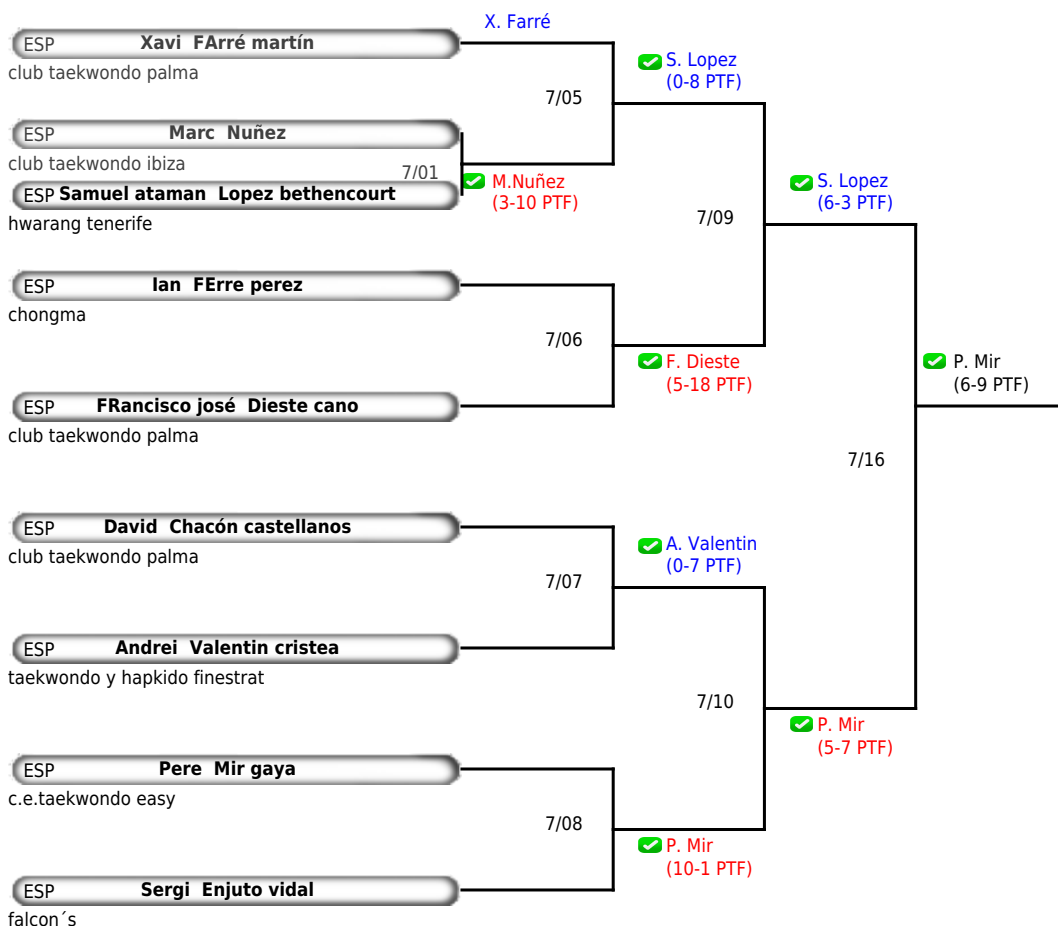 X. Farré
ESP Xavi FArré martín
club taekwondo palma
S. Lopez
(0-8 PTF)
7/05
ESP Marc Nuñez
club taekwondo ibiza
7/01
M.Nuñez
(3-10 PTF)
ESP Samuel ataman Lopez bethencourt
hwarang tenerife
S. Lopez
(6-3 PTF)
7/09
ESP Ian FErre perez
chongma
7/06
F. Dieste
(5-18 PTF)
P. Mir
(6-9 PTF)
ESP FRancisco josé Dieste cano
club taekwondo palma
7/16
ESP David Chacón castellanos
club taekwondo palma
A. Valentin
(0-7 PTF)
7/07
ESP Andrei Valentin cristea
taekwondo y hapkido finestrat
7/10
P. Mir
(5-7 PTF)
ESP Pere Mir gaya
c.e.taekwondo easy
7/08
P. Mir
(10-1 PTF)
ESP Sergi Enjuto vidal
falcon´s